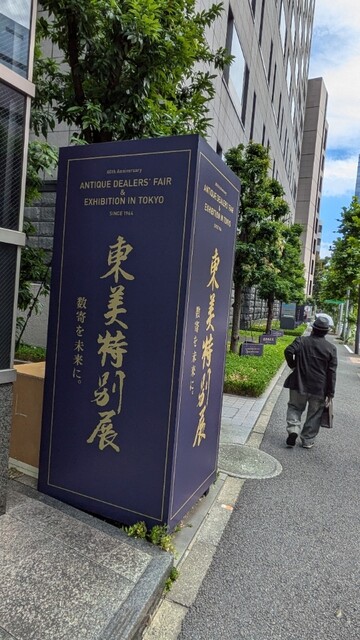 60th Anniversary
ANTIQUE DEALERS' FAIR
&
EXHIBITION IN TOKYO
SINCE 1964
東美特別展
数寄を未来に。
ANTIQUE DEALERS' FAIR
&
EXHIBITION IN TOKYO
東美特別展
数寄を未来に。